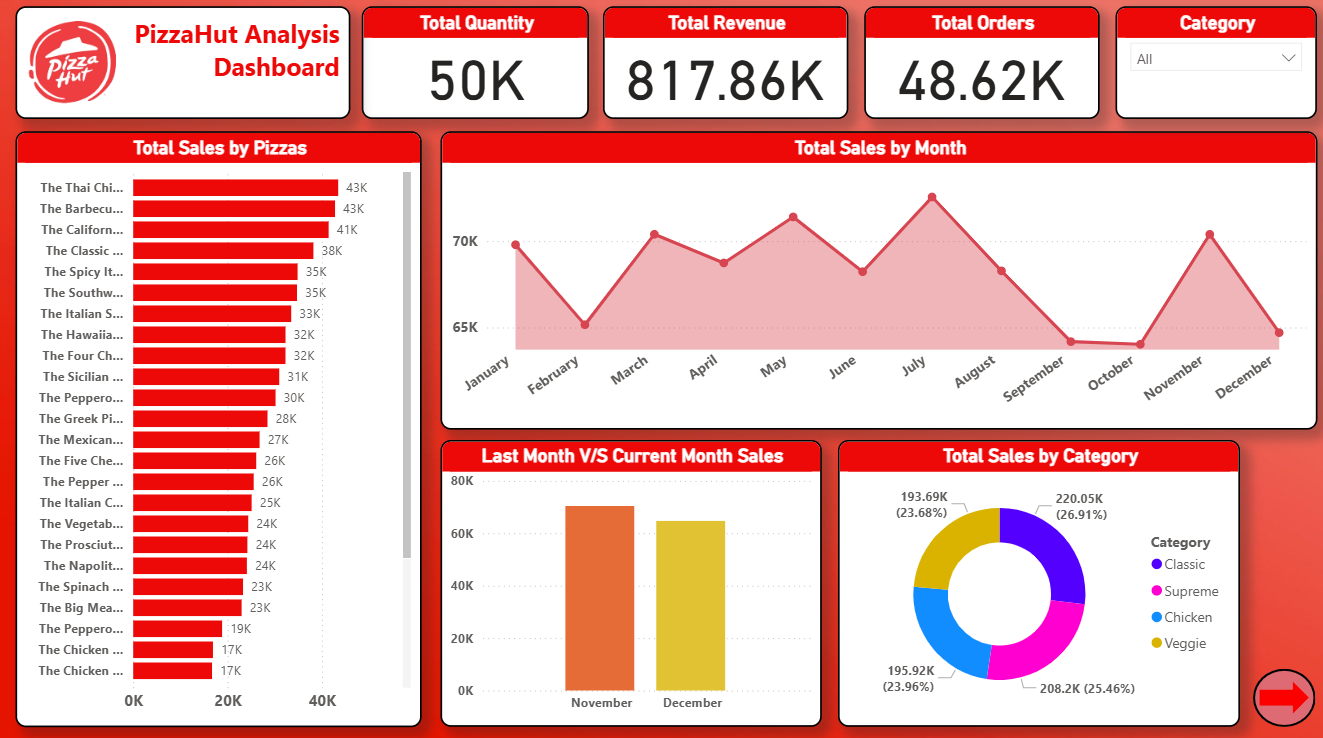 Pizza
Hut
PizzaHut Analysis
Dashboard
Total Quantity
50K
Total Revenue
817.86K
Total Orders
48.62K
Category
All
Total Sales by Pizzas
The Thai Chi... 43K
The Barbecu... 43K
The Californ... 41K
The Classic ... 38K
The Spicy It... 35K
The Southw... 35K
The Italian S... 33K
The Hawaiia... 32K
The Four Ch... 32K
The Sicilian ... 31K
The Peppero... 30K
The Greek Pi... 28K
The Mexican... 27K
The Five Che... 26K
The Pepper ... 26K
The Italian C... 25K
The Vegetab... 24K
The Prosciut... 24K
The Napolit... 24K
The Spinach ... 23K
The Big Mea... 23K
The Peppero... 19K
The Chicken ... 17K
The Chicken ... 17K
0K 20K 40K
Total Sales by Month
70K
65K
January February March April May June July August September October November December
Last Month V/S Current Month Sales
80K
60K
40K
20K
0K
November December
Total Sales by Category
193.69K
(23.68%)
220.05K
(26.91%)
195.92K
(23.96%)
208.2K (25.46%)
Category
Classic
Supreme
Chicken
Veggie